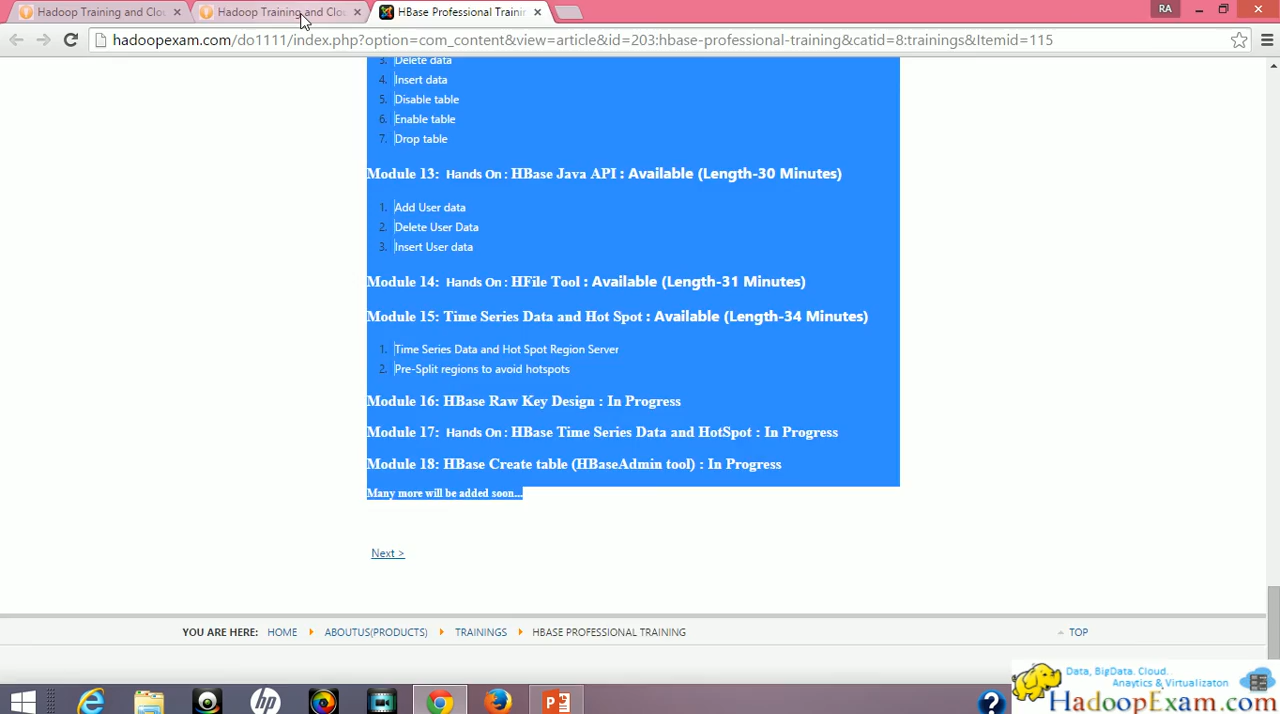 Hadoop Training and Clou
Hadoop Training and Clou
HBase Professional Trainin
RA
hadoopexam.com/do1111/index.php?option=com_content&view=article&id=203:hbase-professional-training&catid=8:trainings&Itemid=115
3. Delete data
4. Insert data
5. Disable table
6. Enable table
7. Drop table
Module 13: Hands On : HBase Java API : Available (Length-30 Minutes)
1. Add User data
2. Delete User Data
3. Insert User data
Module 14: Hands On : HFile Tool : Available (Length-31 Minutes)
Module 15: Time Series Data and Hot Spot : Available (Length-34 Minutes)
1. Time Series Data and Hot Spot Region Server
2. Pre-Split regions to avoid hotspots
Module 16: HBase Raw Key Design : In Progress
Module 17: Hands On : HBase Time Series Data and HotSpot : In Progress
Module 18: HBase Create table (HBaseAdmin tool) : In Progress
Many more will be added soon...
Next >
YOU ARE HERE: HOME ABOUTUS(PRODUCTS) TRAININGS HBASE PROFESSIONAL TRAINING TOP
Data, BigData. Cloud.
Anaytics & Virtualizaton
HadoopExam.com